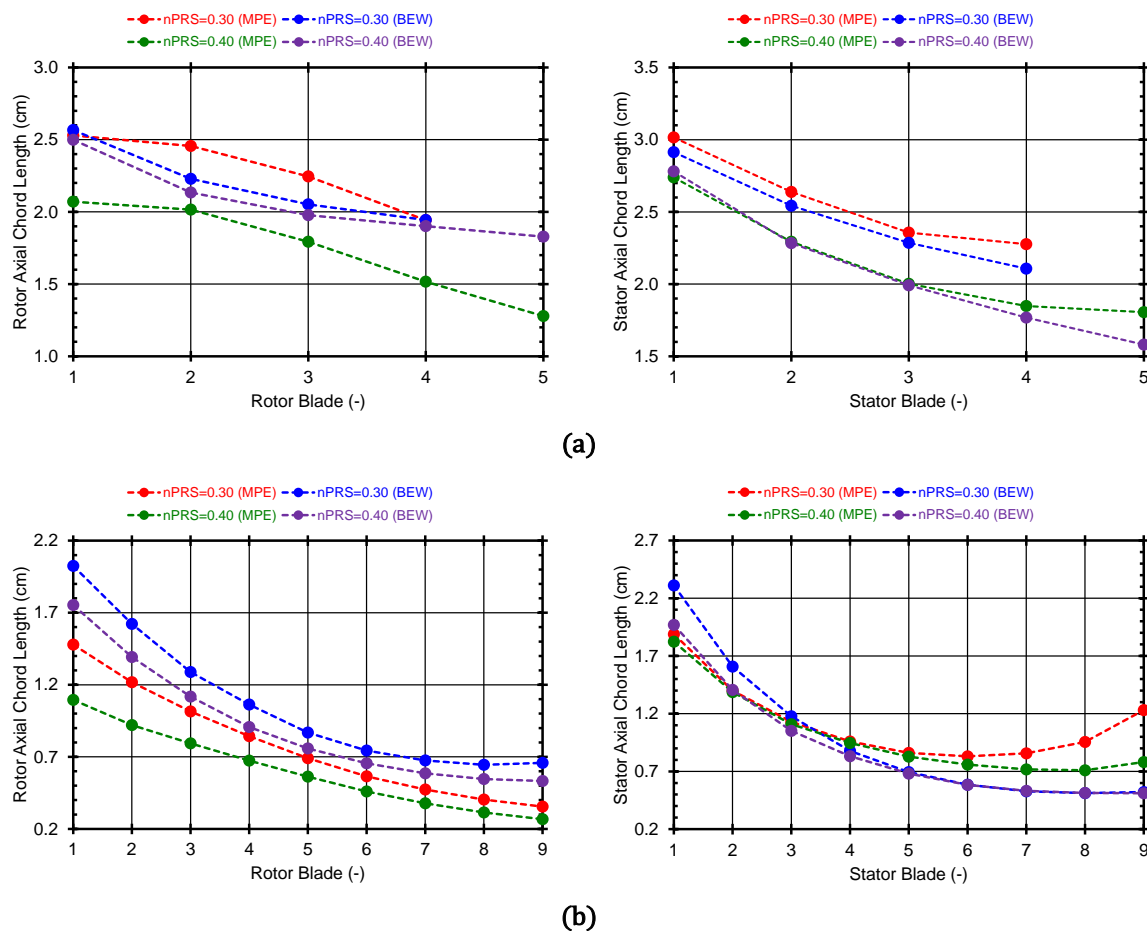 nPRS=0.30 (MPE) nPRS=0.30 (BEW)
nPRS=0.40 (MPE) nPRS=0.40 (BEW)
3.0
2.5
2.0
1.5
1.0
Rotor Axial Chord Length (cm)
1 2 3 4 5
Rotor Blade (-)
nPRS=0.30 (MPE) nPRS=0.30 (BEW)
nPRS=0.40 (MPE) nPRS=0.40 (BEW)
3.5
3.0
2.5
2.0
1.5
Stator Axial Chord Length (cm)
1 2 3 4 5
Stator Blade (-)
(a)
nPRS=0.30 (MPE) nPRS=0.30 (BEW)
nPRS=0.40 (MPE) nPRS=0.40 (BEW)
2.2
1.7
1.2
0.7
0.2
Rotor Axial Chord Length (cm)
1 2 3 4 5 6 7 8 9
Rotor Blade (-)
nPRS=0.30 (MPE) nPRS=0.30 (BEW)
nPRS=0.40 (MPE) nPRS=0.40 (BEW)
2.7
2.2
1.7
1.2
0.7
0.2
Stator Axial Chord Length (cm)
1 2 3 4 5 6 7 8 9
Stator Blade (-)
(b)